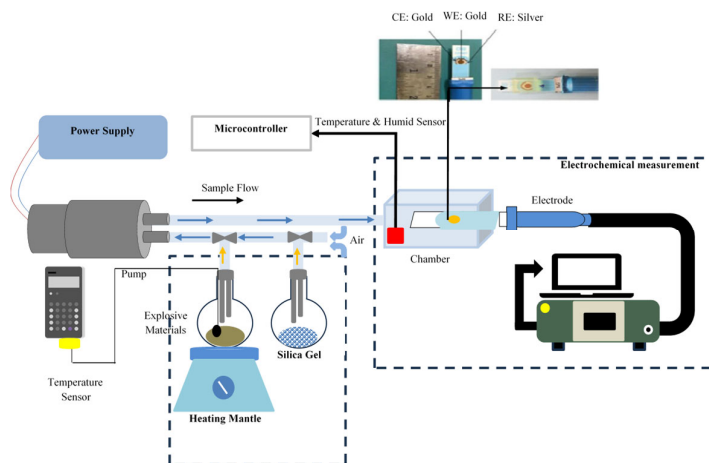 CE: Gold
WE: Gold
RE: Silver
Power Supply
Microcontroller
Temperature & Humid Sensor
Electrochemical measurement
Sample Flow
Electrode
Air
Chamber
Pump
Explosive
Materials
Silica Gel
Temperature
Sensor
Heating Mantle